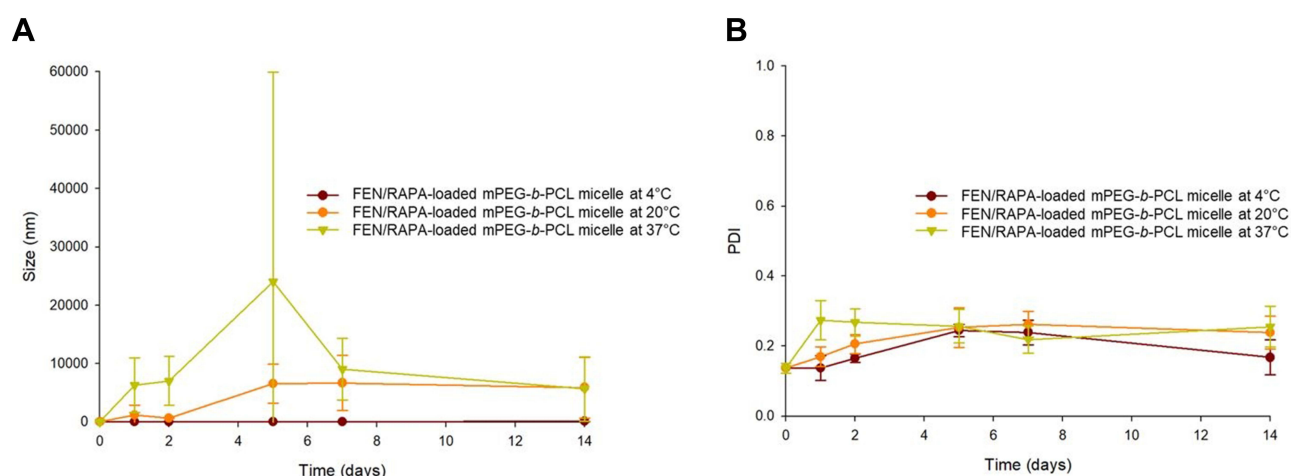 A
60000
50000
40000
30000
20000
10000
0
Size (nm)
FEN/RAPA-loaded mPEG-b-PCL micelle at 4°C
FEN/RAPA-loaded mPEG-b-PCL micelle at 20°C
FEN/RAPA-loaded mPEG-b-PCL micelle at 37°C
0 2 4 6 8 10 12 14
Time (days)
B
1.0
0.8
0.6
0.4
0.2
0.0
PDI
FEN/RAPA-loaded mPEG-b-PCL micelle at 4°C
FEN/RAPA-loaded mPEG-b-PCL micelle at 20°C
FEN/RAPA-loaded mPEG-b-PCL micelle at 37°C
0 2 4 6 8 10 12 14
Time (days)